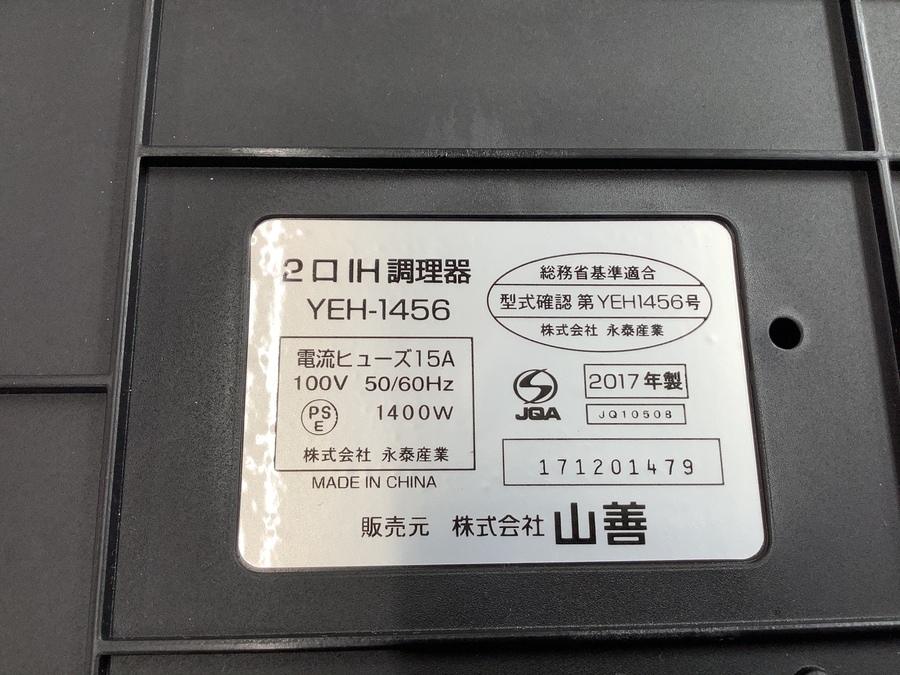 2口IH調理器
YEH-1456
電流ヒューズ15A
100V 50/60Hz
PS
E
1400W
株式会社 永泰産業
MADE IN CHINA
総務省基準適合
型式確認 第YEH1456号
株式会社 永泰産業
JQA
2017年製
JQ10508
171201479
販売元 株式会社 山善